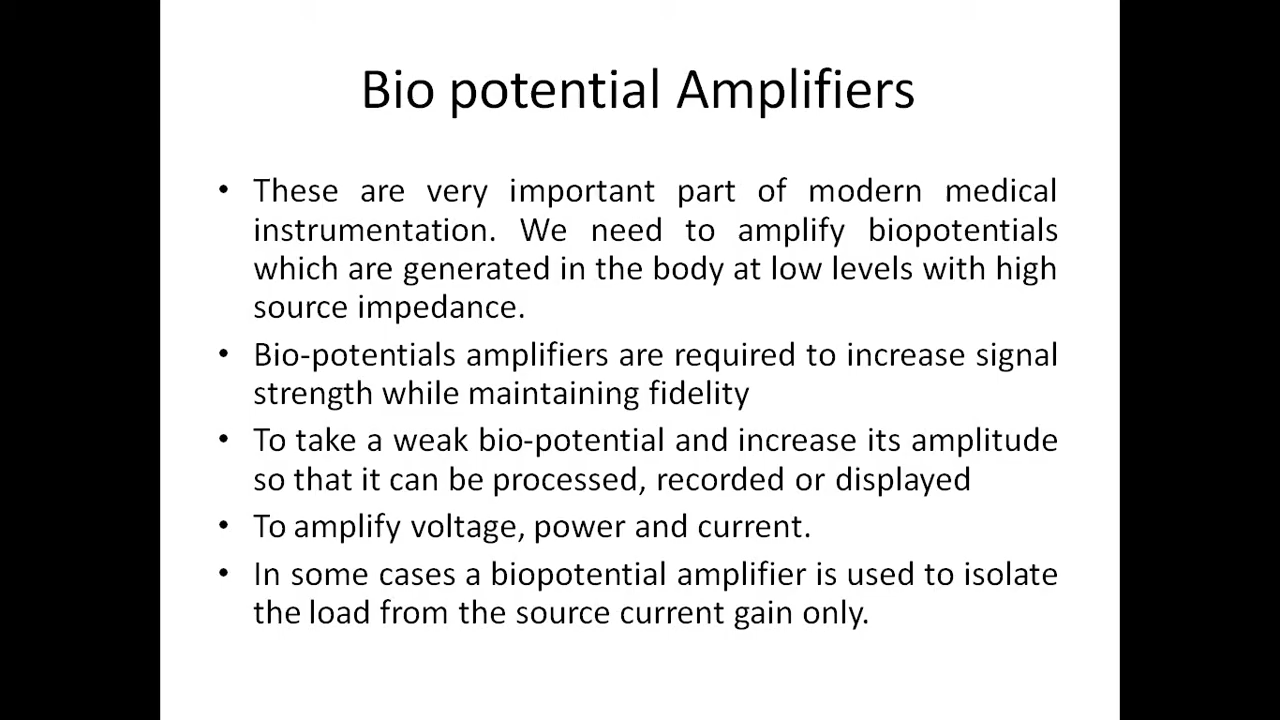 Bio potential Amplifiers
• These are very important part of modern medical
instrumentation. We need to amplify biopotentials
which are generated in the body at low levels with high
source impedance.
• Bio-potentials amplifiers are required to increase signal
strength while maintaining fidelity
• To take a weak bio-potential and increase its amplitude
so that it can be processed, recorded or displayed
• To amplify voltage, power and current.
• In some cases a biopotential amplifier is used to isolate
the load from the source current gain only.